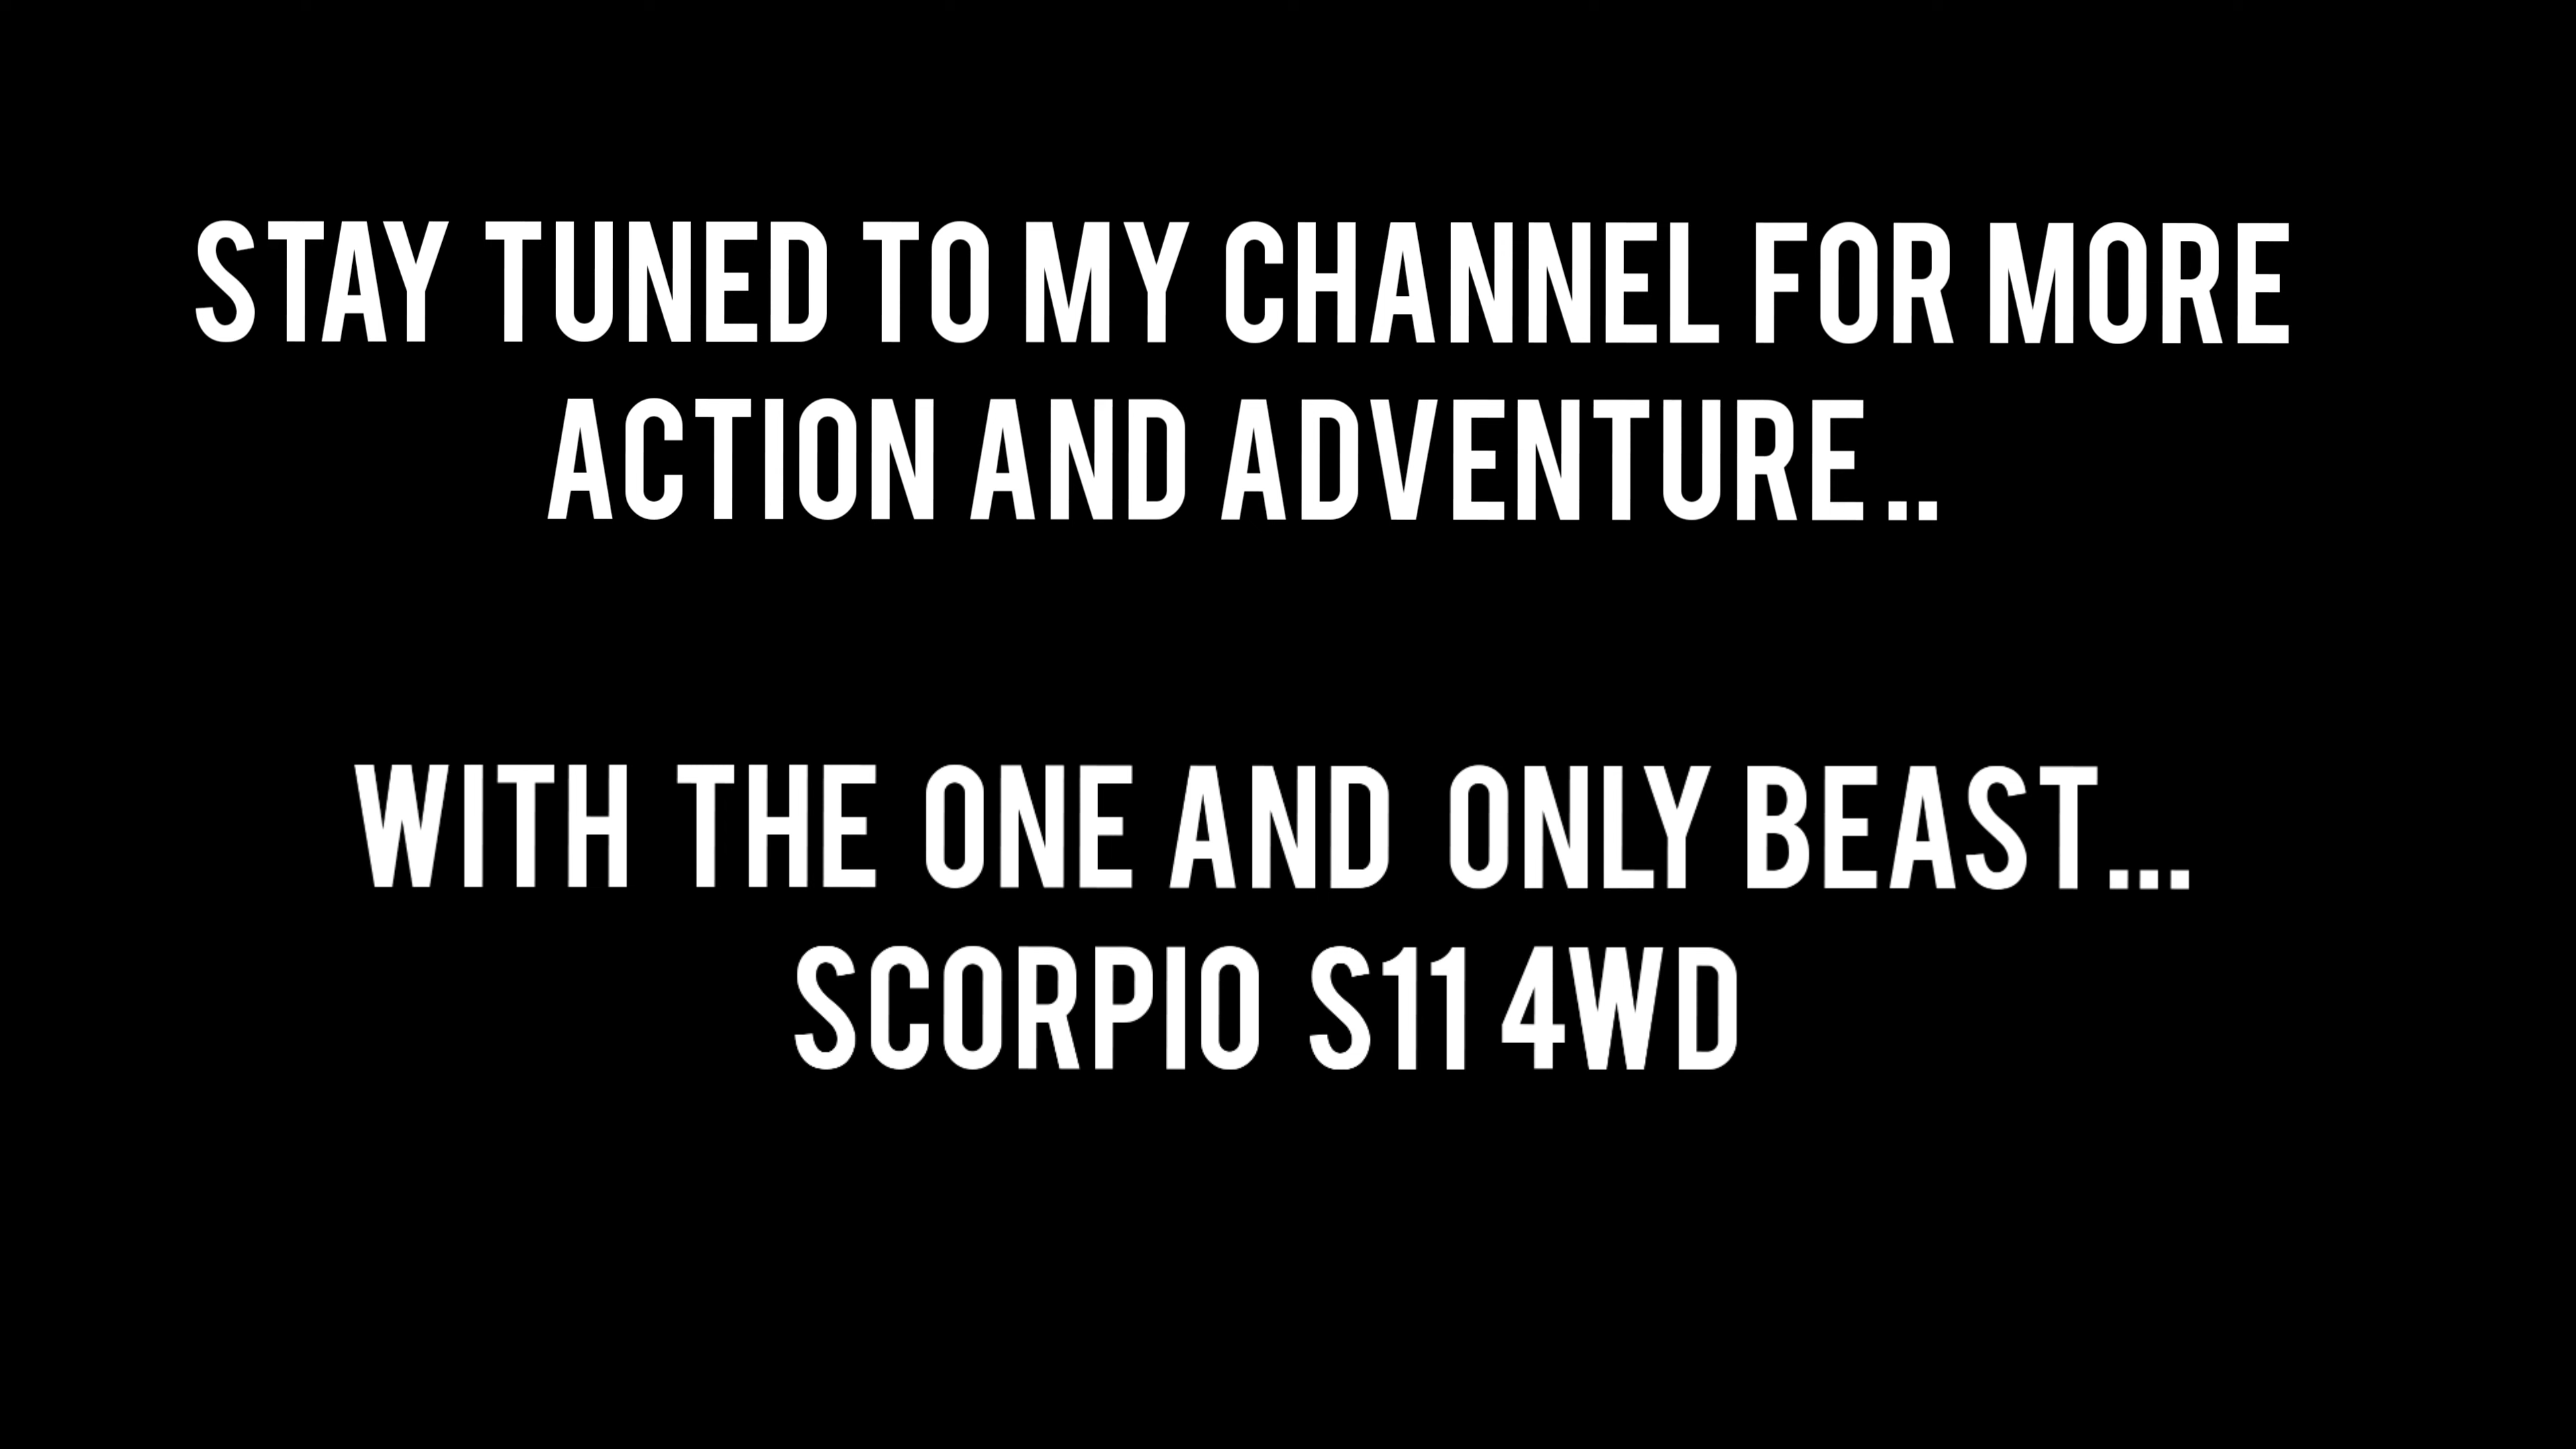 STAY TUNED TO MY CHANNEL FOR MORE
ACTION AND ADVENTURE ..
WITH THE ONE AND ONLY BEAST...
SCORPIO S11 4WD